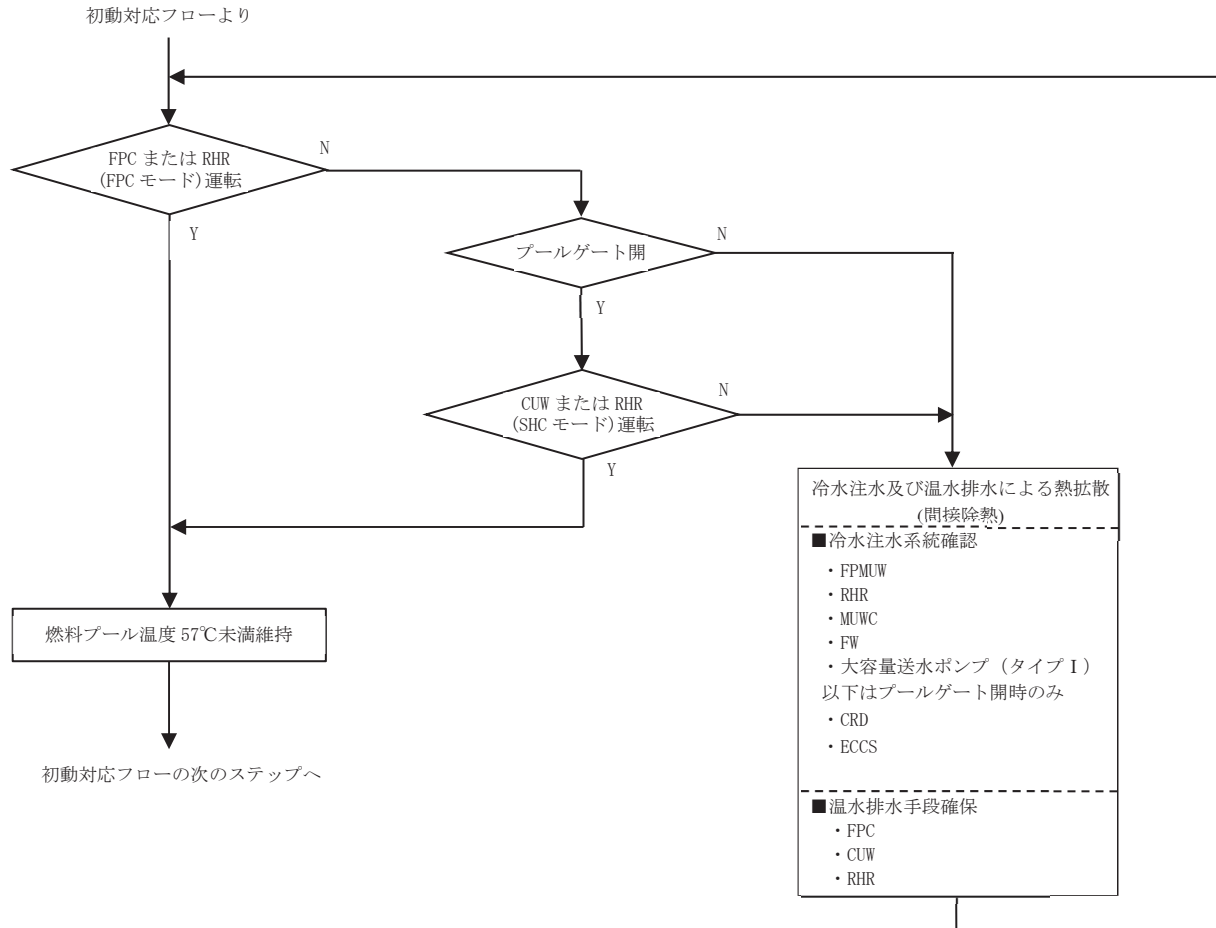 初動対応フローより
FPC または RHR
(FPC モード)運転
N
Y
プールゲート開
N
Y
CUW または RHR
(SHC モード)運転
N
Y
冷水注水及び温水排水による熱拡散
(間接除熱)
■冷水注水系統確認
・FPMUW
・RHR
・MUWC
・FW
・大容量送水ポンプ（タイプⅠ）
以下はプールゲート開時のみ
・CRD
・ECCS
■温水排水手段確保
・FPC
・CUW
・RHR
燃料プール温度 57℃未満維持
初動対応フローの次のステップへ